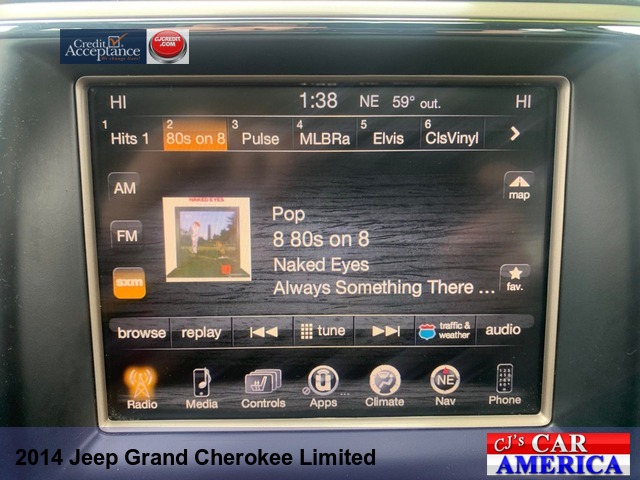 Credit Acceptance
We change lives!
CJCREDIT.COM
HI 1:38 NE 59° out. HI
1 Hits 1 2 80s on 8 3 Pulse 4 MLBRa 5 Elvis 6 ClsVinyl
AM
FM
sxm
NAKED EYES
Pop
8 80s on 8
Naked Eyes
Always Something There ...
map
fav.
browse replay tune traffic & weather audio
Radio Media Controls Apps Climate NE Nav Phone
2014 Jeep Grand Cherokee Limited
CJ's CAR
AMERICA